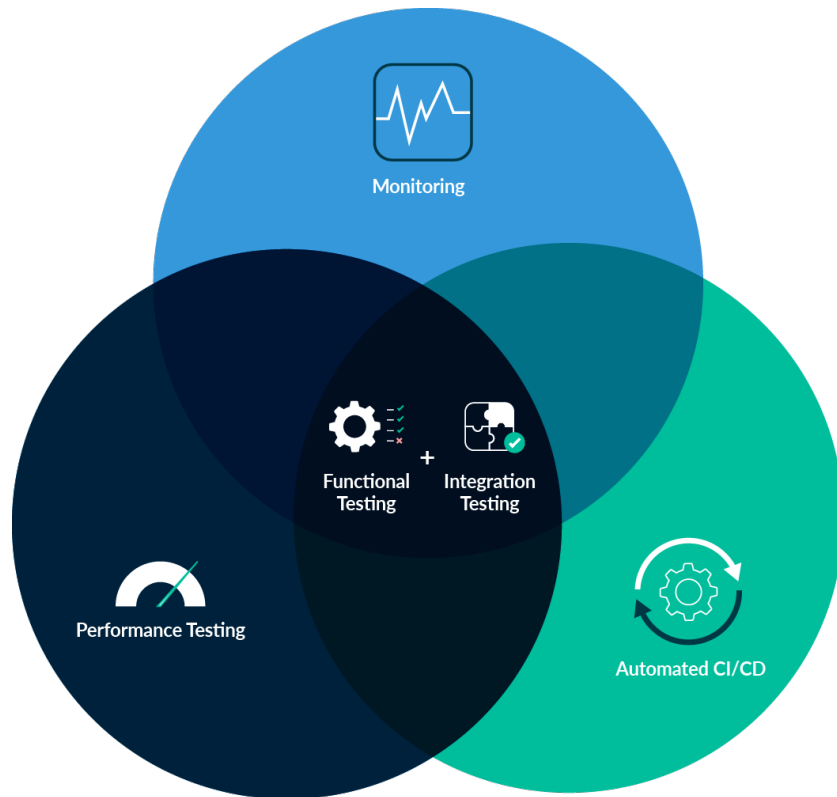 Monitoring
Functional
Testing
+
Integration
Testing
Performance Testing
Automated CI/CD